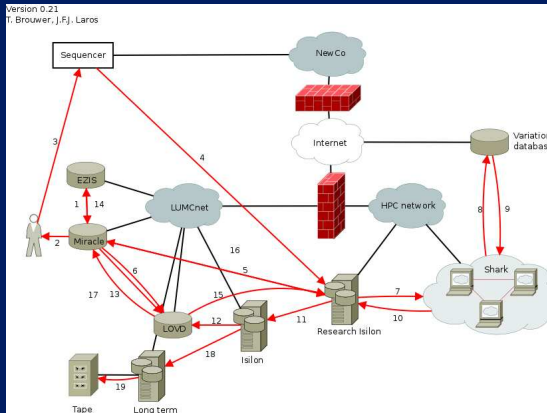 Version 0.21
T. Brouwer, J.F.J. Laros
Sequencer
NewCo
3
4
Internet
Variation
database
EZIS
1
14
LUMCnet
HPC network
8
9
2
Miracle
16
Shark
6
5
17
13
15
7
LOVD
12
11
10
Research Isilon
18
Isilon
19
Tape
Long term